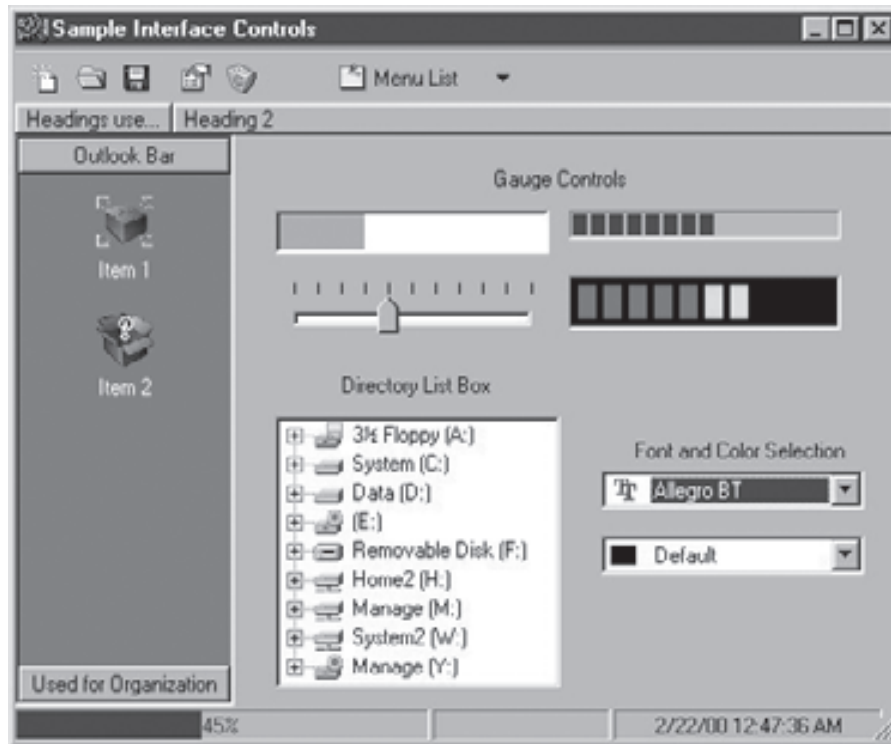 Sample Interface Controls
Menu List
Headings use... Heading 2
Outlook Bar
Gauge Controls
Item 1
Item 2
Directory List Box
3½ Floppy (A:)
System (C:)
Data (D:)
(E:)
Removable Disk (F:)
Home2 (H:)
Manage (M:)
System2 (W:)
Manage (Y:)
Font and Color Selection
Allegro BT
Default
Used for Organization
45%
2/22/00 12:47:36 AM